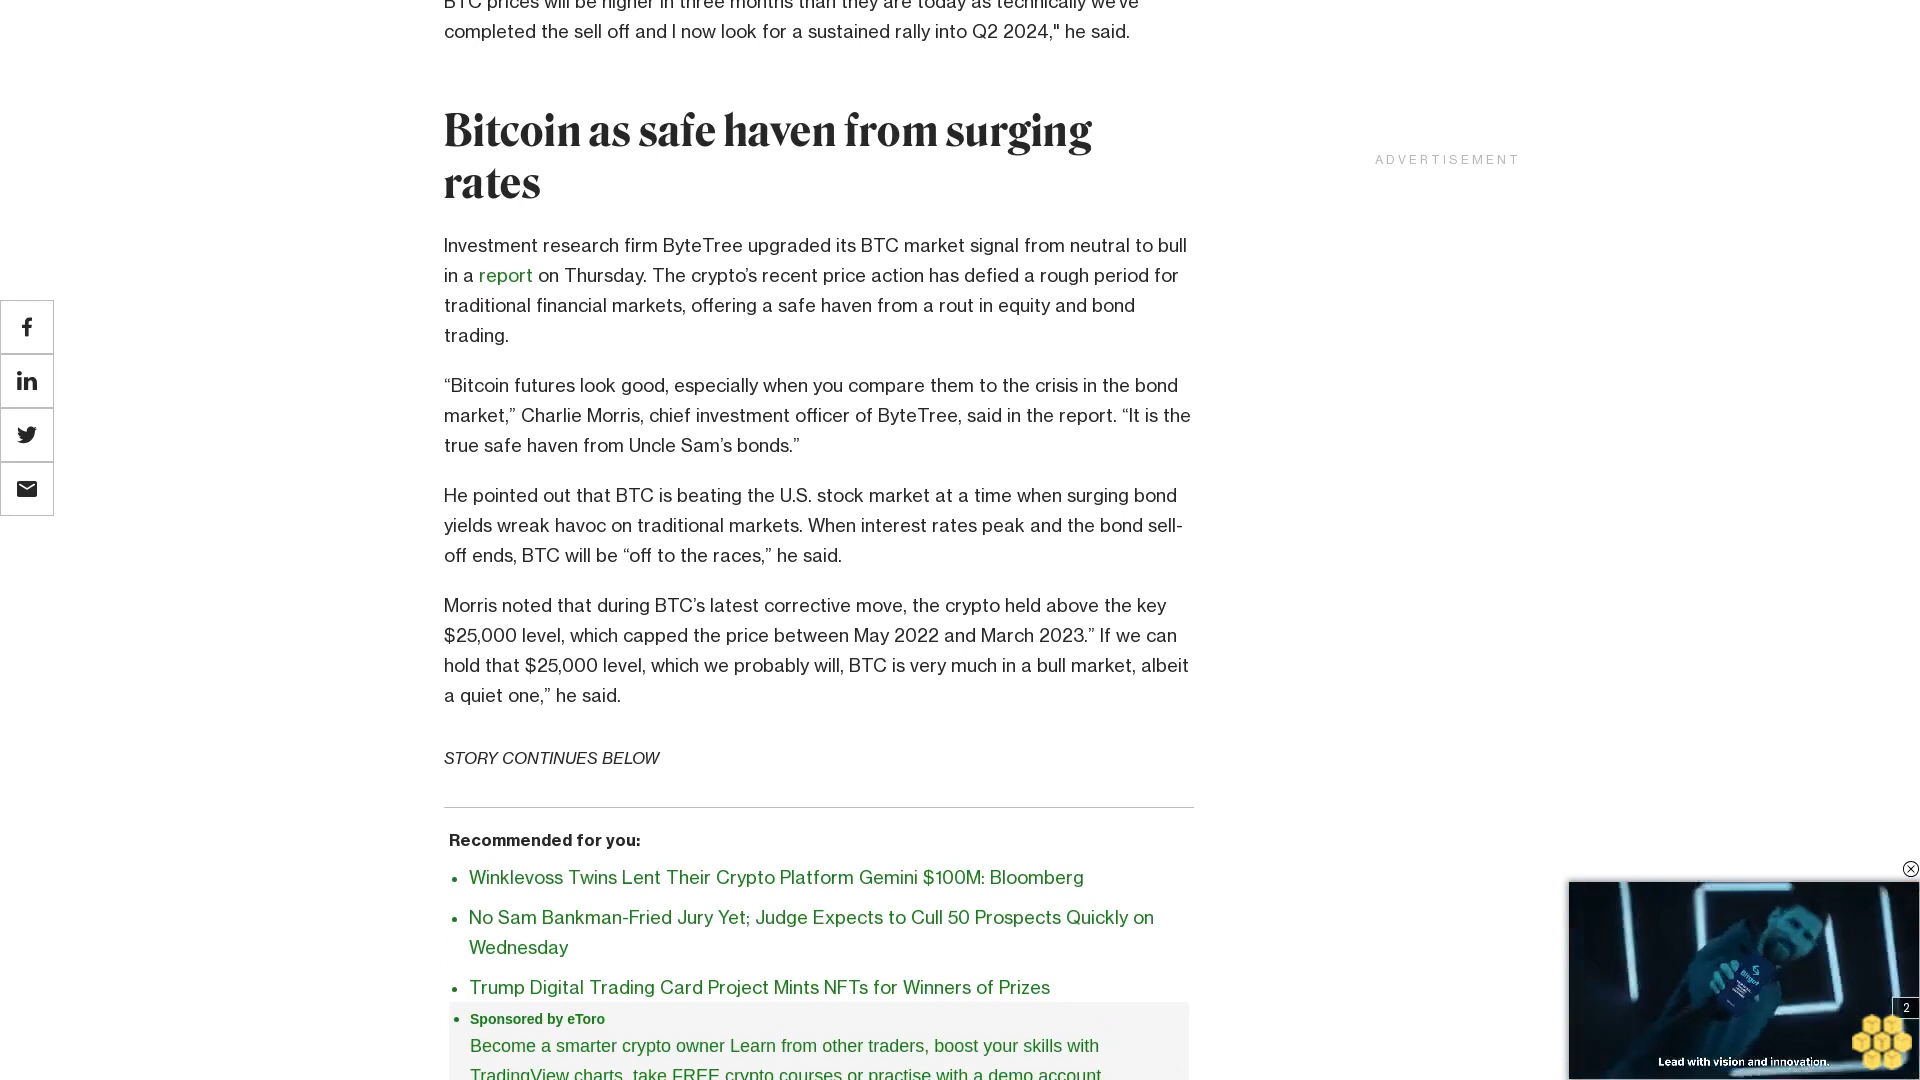 BTC prices will be higher in three months than they are today as technically we've
completed the sell off and I now look for a sustained rally into Q2 2024," he said.
Bitcoin as safe haven from surging
rates
ADVERTISEMENT
Investment research firm ByteTree upgraded its BTC market signal from neutral to bull
in a report on Thursday. The crypto’s recent price action has defied a rough period for
traditional financial markets, offering a safe haven from a rout in equity and bond
trading.
“Bitcoin futures look good, especially when you compare them to the crisis in the bond
market,” Charlie Morris, chief investment officer of ByteTree, said in the report. “It is the
true safe haven from Uncle Sam’s bonds.”
He pointed out that BTC is beating the U.S. stock market at a time when surging bond
yields wreak havoc on traditional markets. When interest rates peak and the bond sell-
off ends, BTC will be “off to the races,” he said.
Morris noted that during BTC’s latest corrective move, the crypto held above the key
$25,000 level, which capped the price between May 2022 and March 2023.” If we can
hold that $25,000 level, which we probably will, BTC is very much in a bull market, albeit
a quiet one,” he said.
STORY CONTINUES BELOW
Recommended for you:
• Winklevoss Twins Lent Their Crypto Platform Gemini $100M: Bloomberg
• No Sam Bankman-Fried Jury Yet; Judge Expects to Cull 50 Prospects Quickly on
Wednesday
• Trump Digital Trading Card Project Mints NFTs for Winners of Prizes
• Sponsored by eToro
Become a smarter crypto owner Learn from other traders, boost your skills with
TradingView charts, take FREE crypto courses or practise with a demo account
Bitget
2
Lead with vision and innovation.